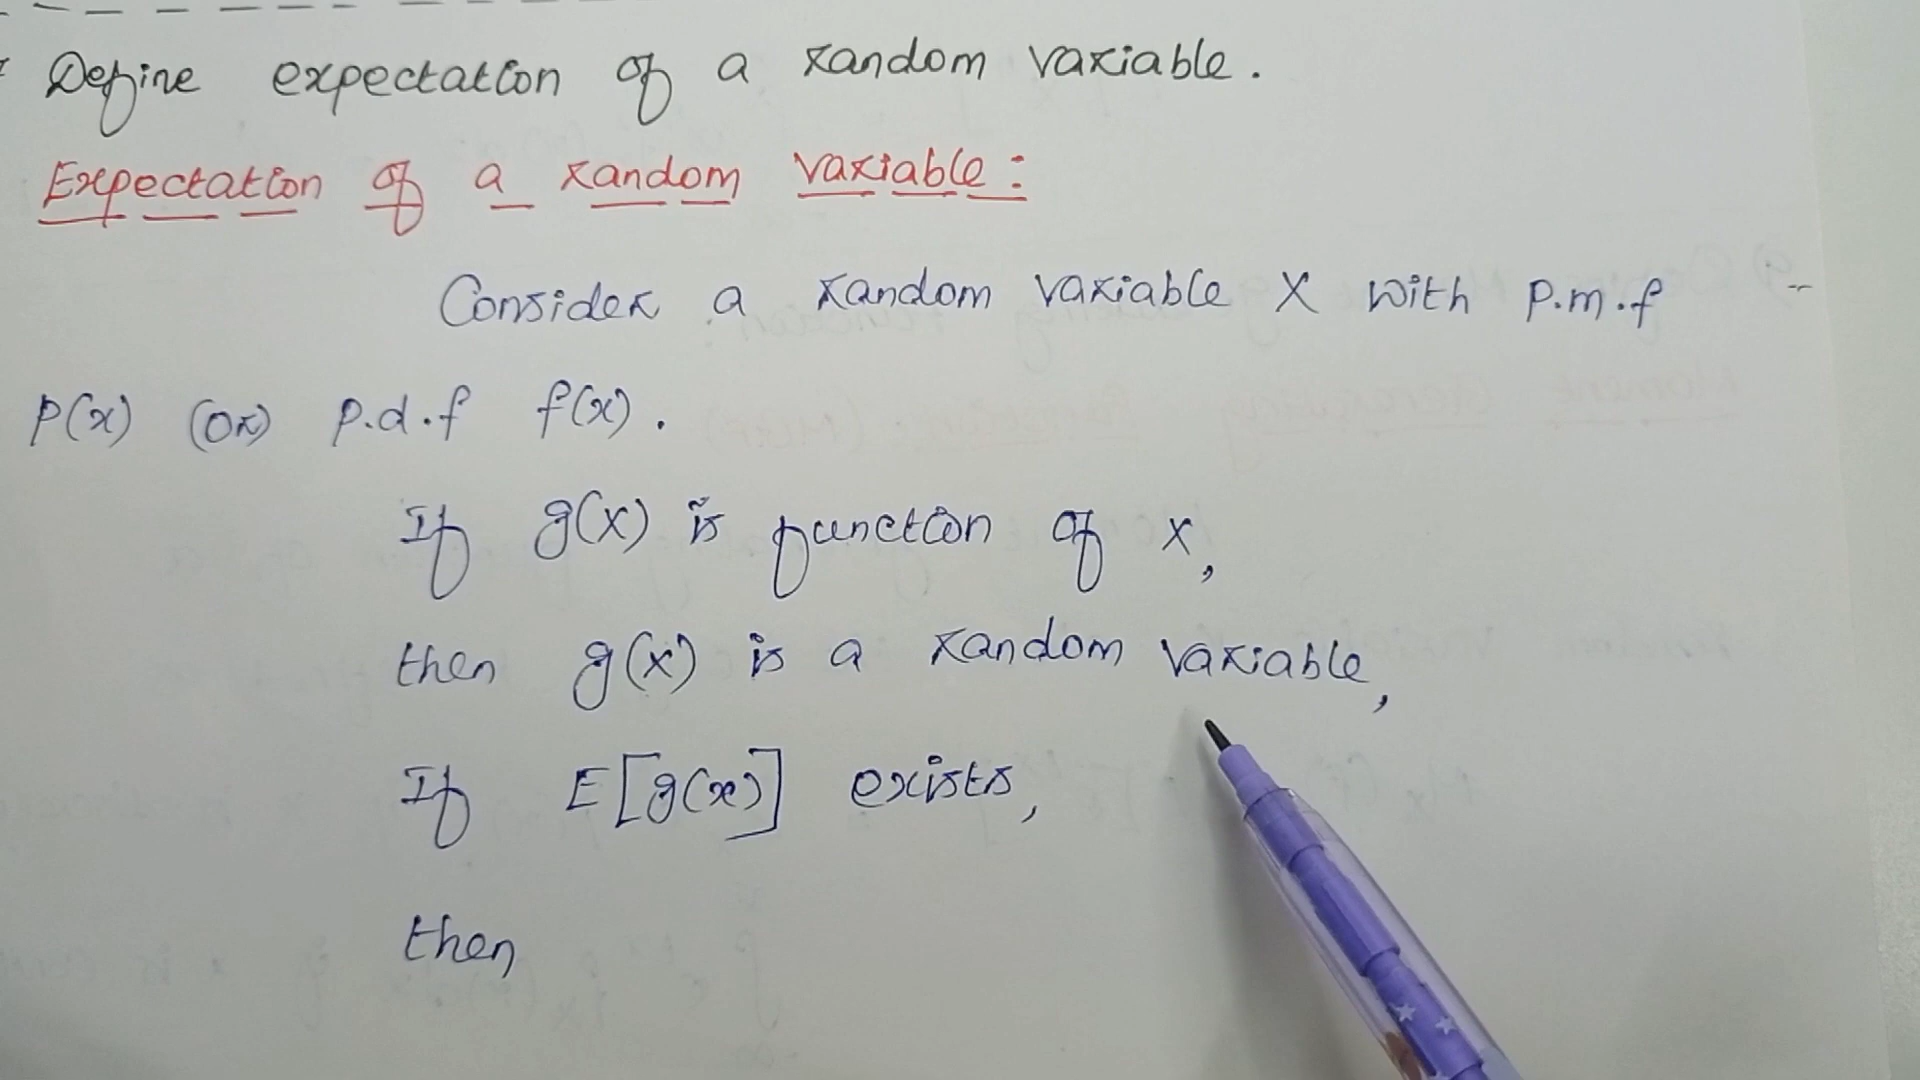 Define expectation of a random variable.
Expectation of a random variable:
Consider a random variable X with p.m.f
p(x) (or) p.d.f f(x).
If g(x) is function of x,
then g(x) is a random variable,
If E[g(x)] exists,
then